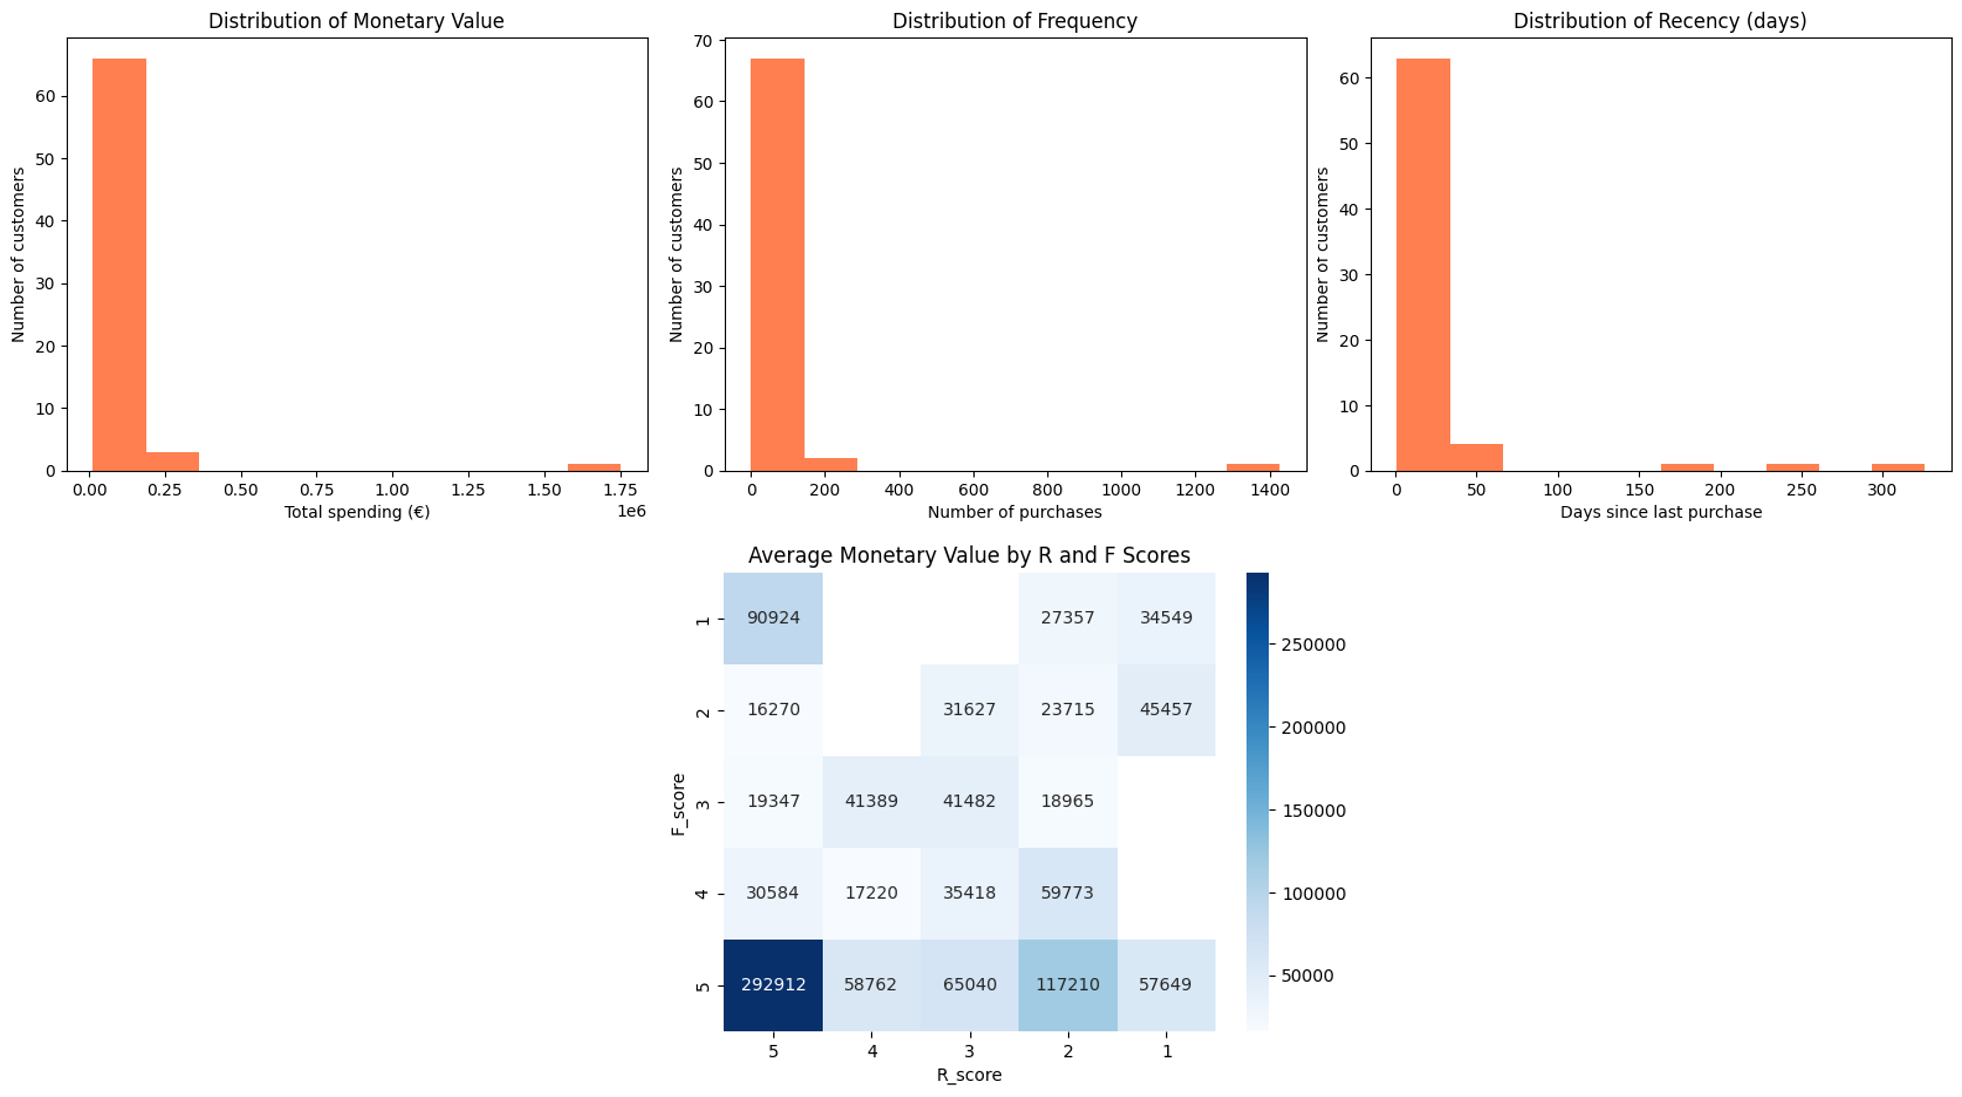 Distribution of Monetary Value
Number of customers
60
50
40
30
20
10
0
0.00 0.25 0.50 0.75 1.00 1.25 1.50 1.75
1e6
Total spending (€)
Distribution of Frequency
Number of customers
70
60
50
40
30
20
10
0
0 200 400 600 800 1000 1200 1400
Number of purchases
Distribution of Recency (days)
Number of customers
60
50
40
30
20
10
0
0 50 100 150 200 250 300
Days since last purchase
Average Monetary Value by R and F Scores
F_score
1 90924 27357 34549
2 16270 31627 23715 45457
3 19347 41389 41482 18965
4 30584 17220 35418 59773
5 292912 58762 65040 117210 57649
5 4 3 2 1
R_score
250000
200000
150000
100000
50000